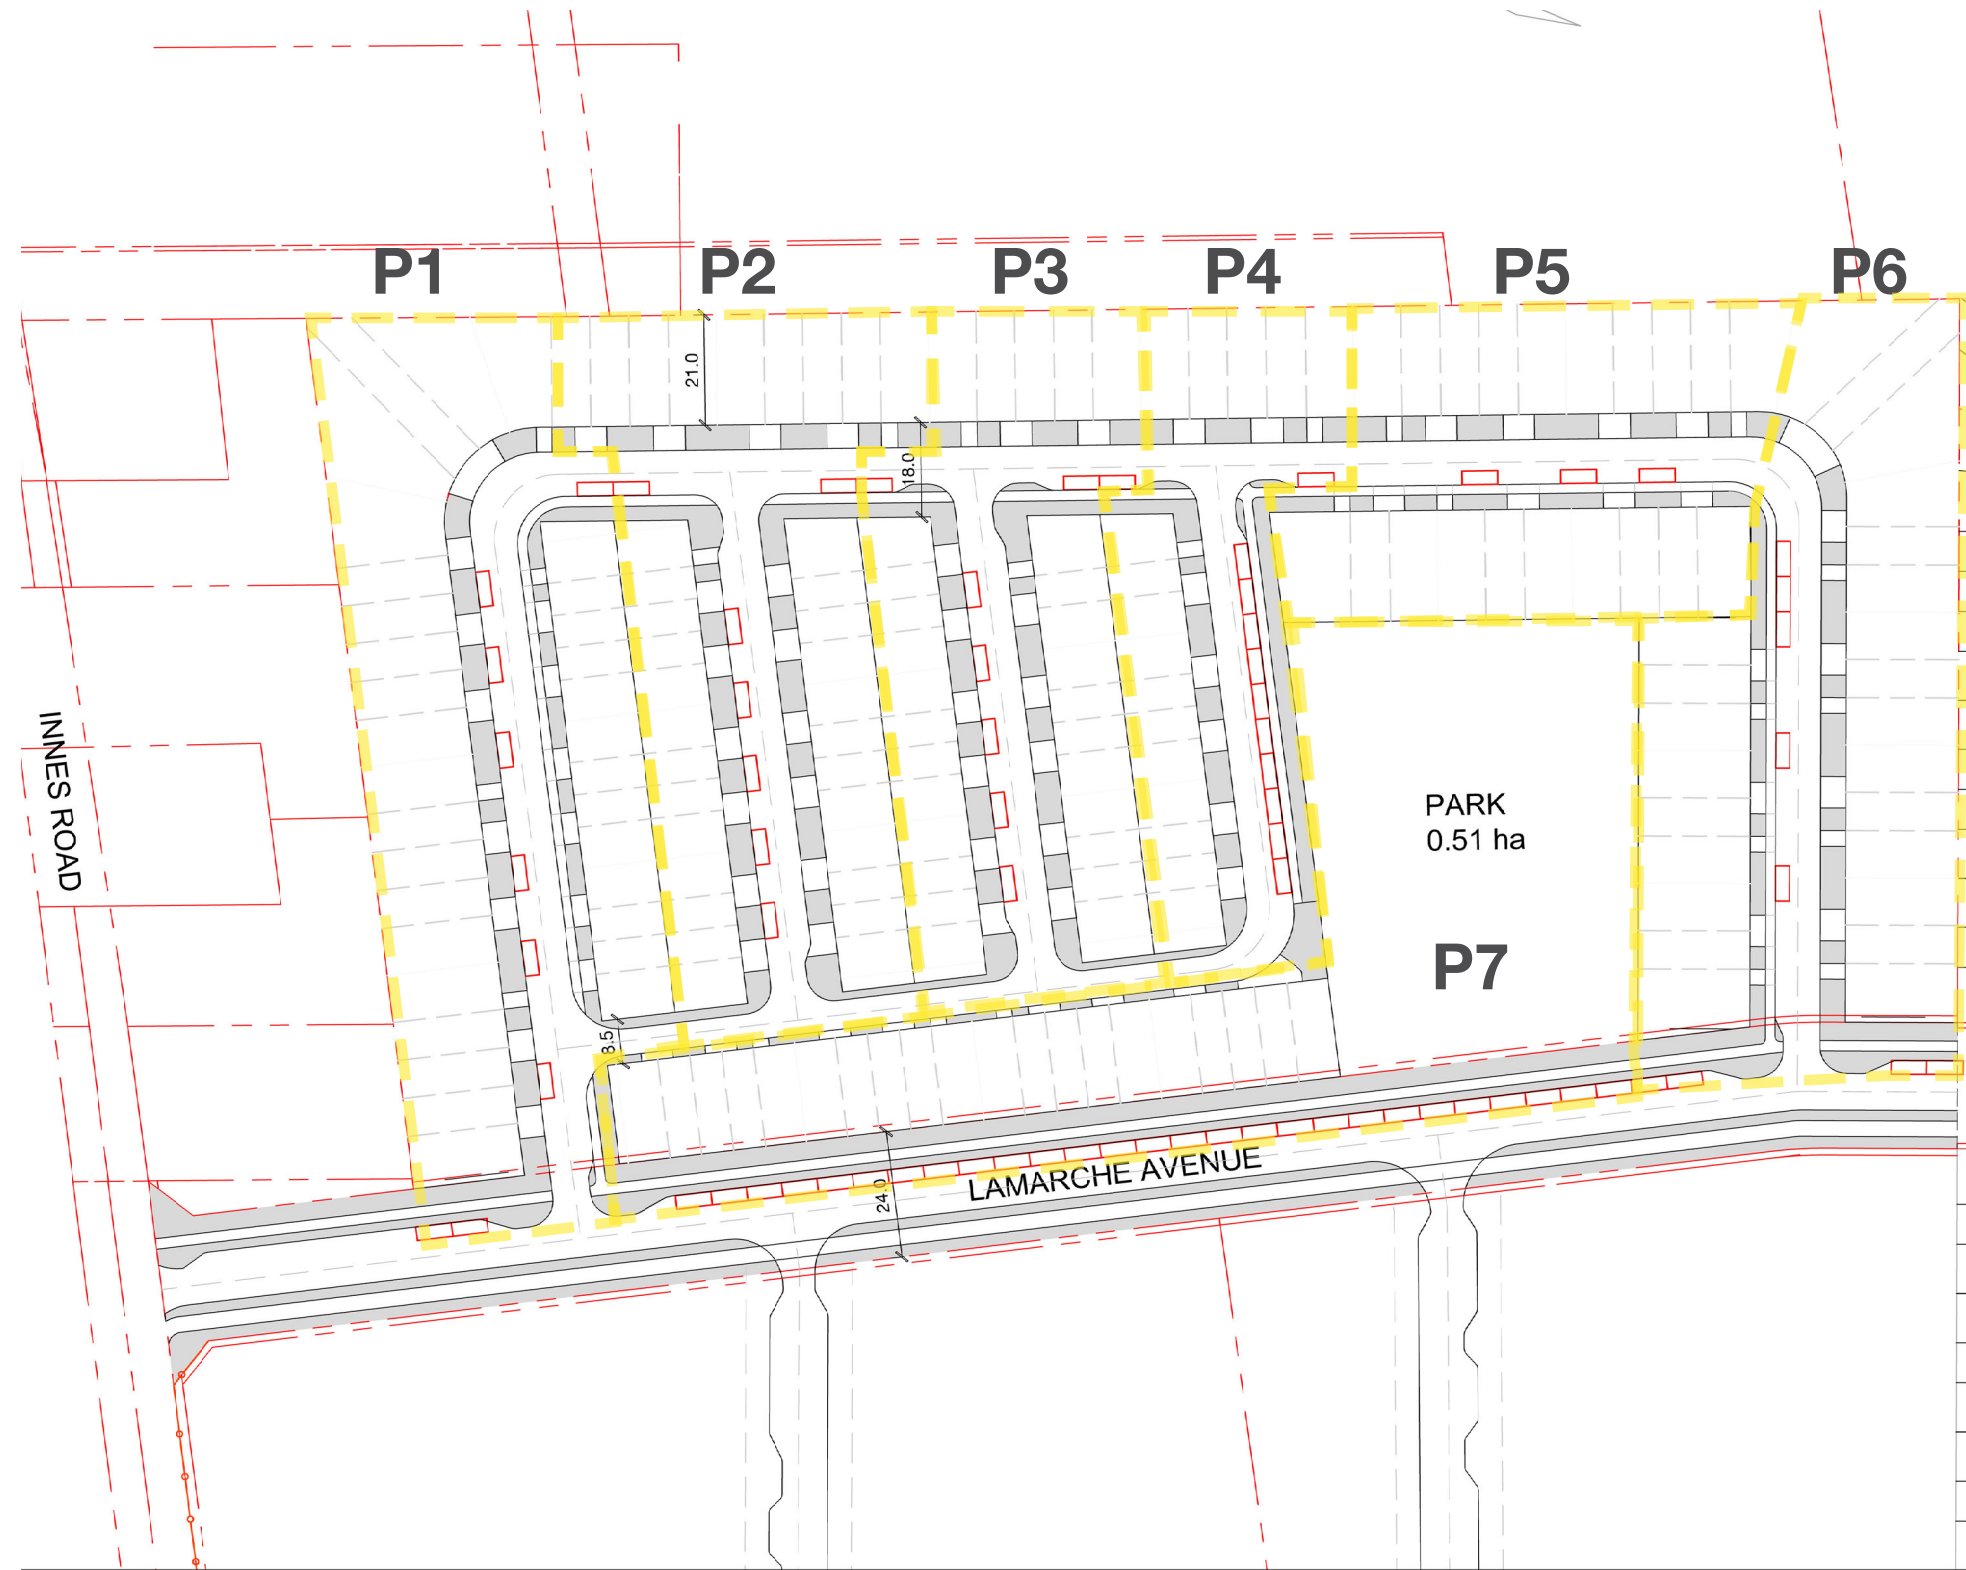 P1
P2
P3
P4
P5
P6
21.0
18.0
INNES ROAD
PARK
0.51 ha
P7
8.5
24.0
LAMARCHE AVENUE